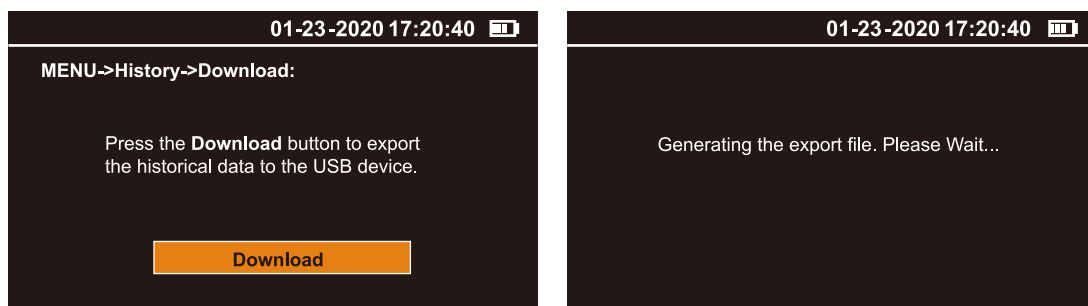 01-23-2020 17:20:40
MENU->History->Download:
Press the Download button to export
the historical data to the USB device.
Download
01-23-2020 17:20:40
Generating the export file. Please Wait...